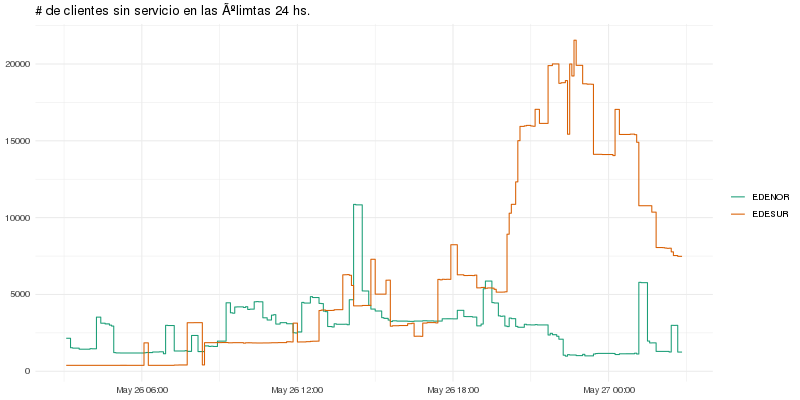 # de clientes sin servicio en las Ãºlimtas 24 hs.
20000
15000
10000
5000
0
May 26 06:00
May 26 12:00
May 26 18:00
May 27 00:00
EDENOR
EDESUR